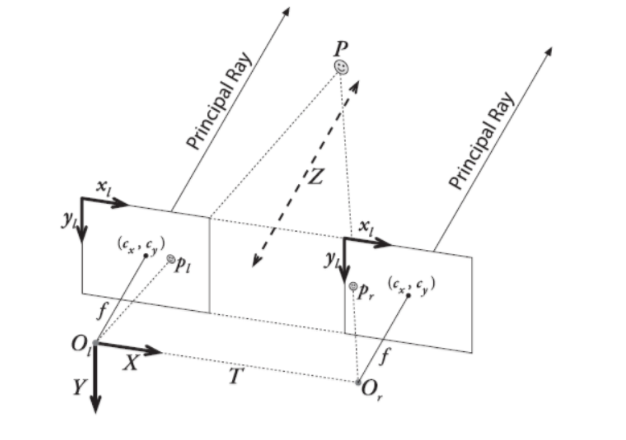 P
Principal Ray
Principal Ray
Z
x_l
y_l
(c_x, c_y)
p_l
x_l
y_l
(c_x, c_y)
p_r
f
f
O_l
X
T
O_r
Y